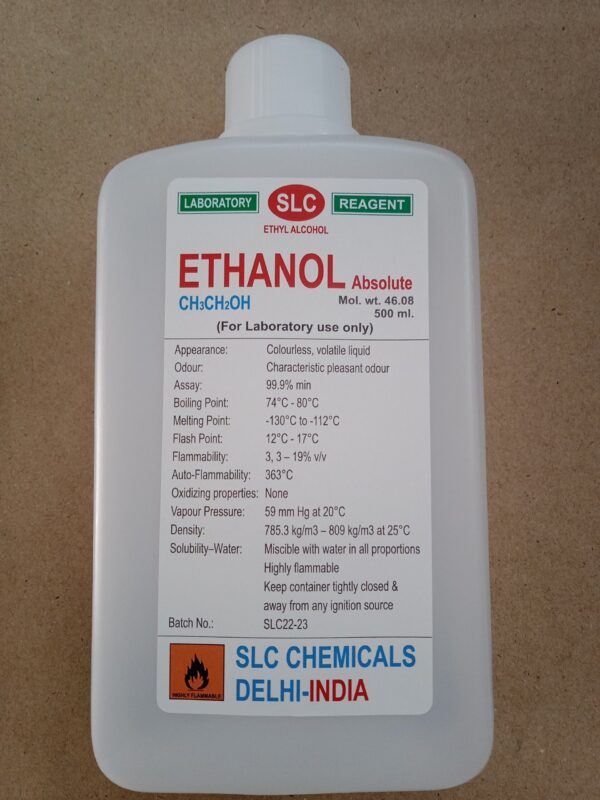 LABORATORY SLC REAGENT
ETHYL ALCOHOL
ETHANOL Absolute
CH₃CH₂OH Mol. wt. 46.08
500 ml.
(For Laboratory use only)
Appearance: Colourless, volatile liquid
Odour: Characteristic pleasant odour
Assay: 99.9% min
Boiling Point: 74°C - 80°C
Melting Point: -130°C to -112°C
Flash Point: 12°C - 17°C
Flammability: 3, 3 – 19% v/v
Auto-Flammability: 363°C
Oxidizing properties: None
Vapour Pressure: 59 mm Hg at 20°C
Density: 785.3 kg/m3 – 809 kg/m3 at 25°C
Solubility–Water: Miscible with water in all proportions
Highly flammable
Keep container tightly closed &
away from any ignition source
Batch No.: SLC22-23
HIGHLY FLAMMABLE
SLC CHEMICALS
DELHI-INDIA